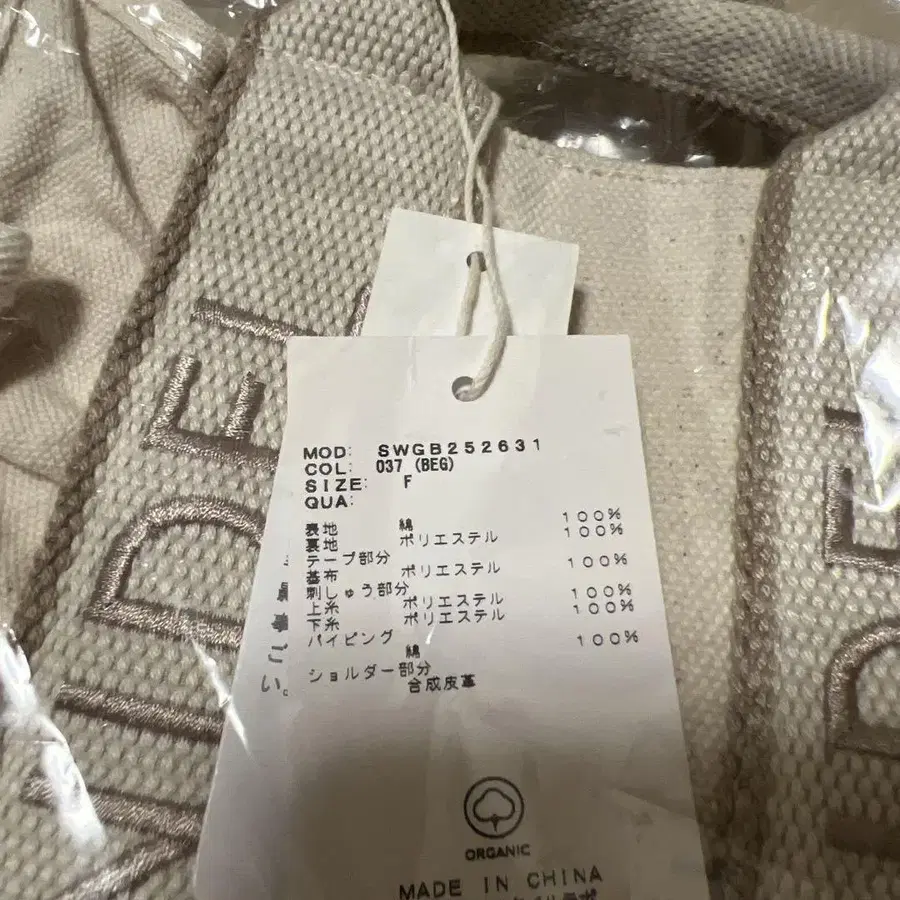 MOD: SWGB252631
COL: 037 (BEG)
SIZE: F
QUA:
表地 綿 100%
裏地 ポリエステル 100%
テープ部分
基布 ポリエステル 100%
刺しゅう部分
上糸 ポリエステル 100%
下糸 ポリエステル 100%
パイピング
綿 100%
ショルダー部分
合成皮革
ORGANIC
MADE IN CHINA
IDEI
DEI
い。